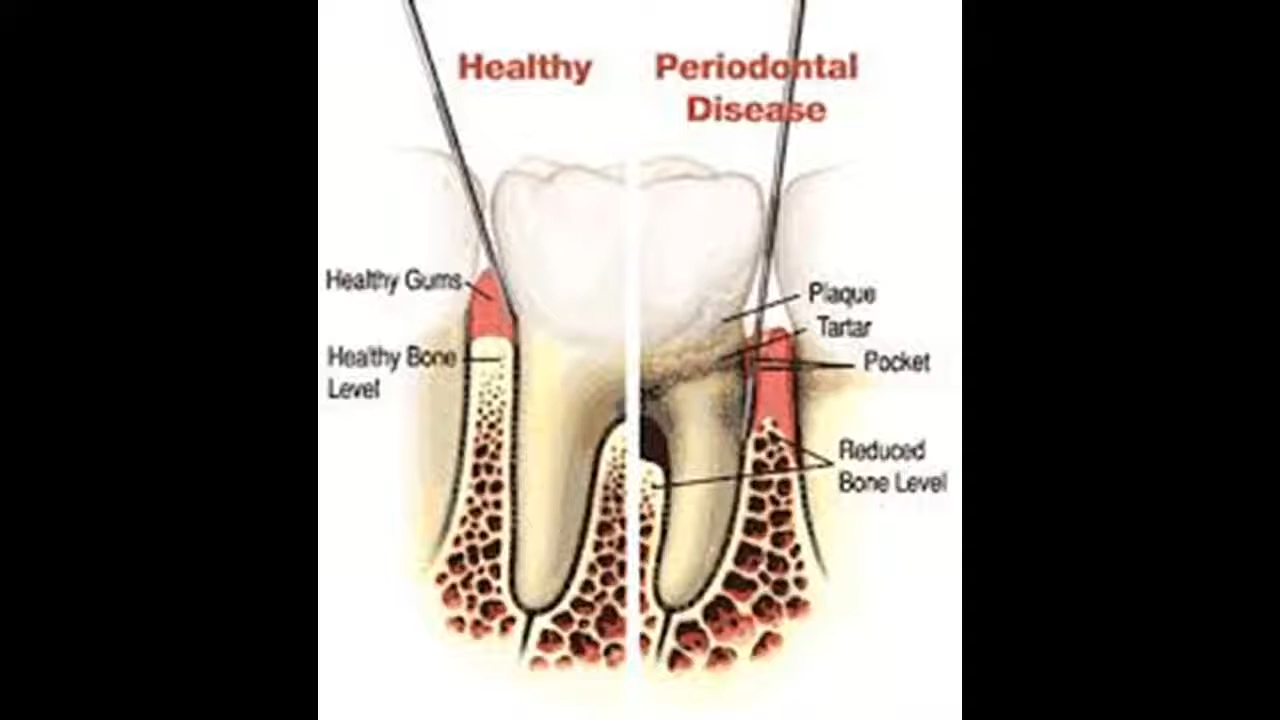 Healthy
Periodontal
Disease
Healthy Gums
Healthy Bone
Level
Plaque
Tartar
Pocket
Reduced
Bone Level